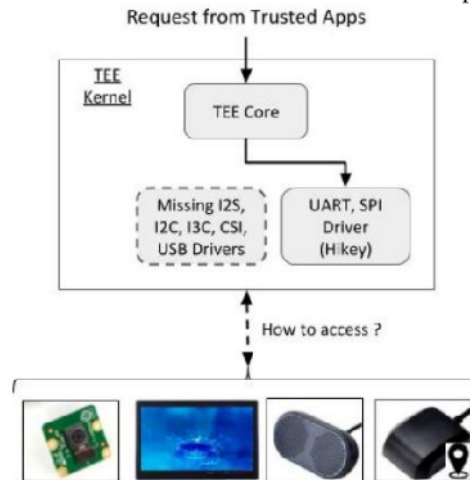 Request from Trusted Apps
TEE
Kernel
TEE Core
Missing I2S,
I2C, I3C, CSI,
USB Drivers
UART, SPI
Driver
(Hikey)
How to access ?